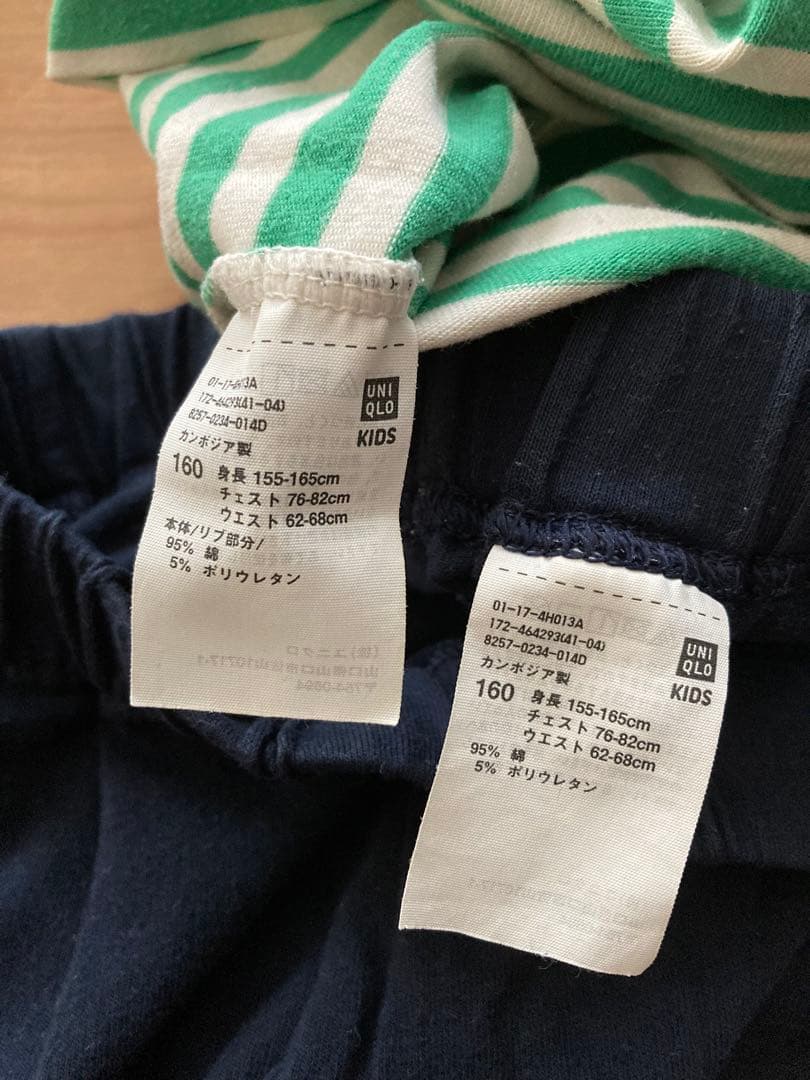 01-17-4H013A
172-464293(41-04)
8257-0234-014D
カンボジア製
UNI
QLO
KIDS
160 身長 155-165cm
チェスト 76-82cm
ウエスト 62-68cm
本体/リブ部分/
95% 綿
5% ポリウレタン
01-17-4H013A
172-464293(41-04)
8257-0234-014D
カンボジア製
UNI
QLO
KIDS
160 身長 155-165cm
チェスト 76-82cm
ウエスト 62-68cm
95% 綿
5% ポリウレタン